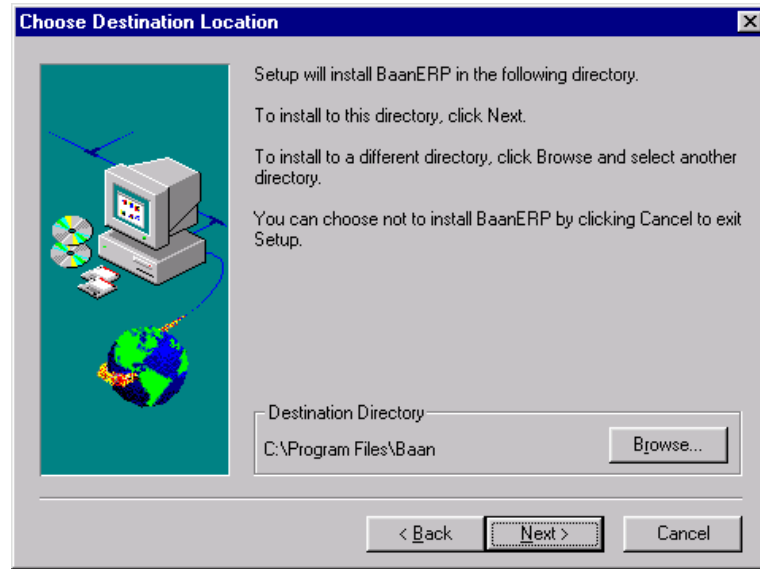 Choose Destination Location
Setup will install BaanERP in the following directory.
To install to this directory, click Next.
To install to a different directory, click Browse and select another
directory.
You can choose not to install BaanERP by clicking Cancel to exit
Setup.
Destination Directory
C:\Program Files\Baan
Browse...
< Back
Next >
Cancel